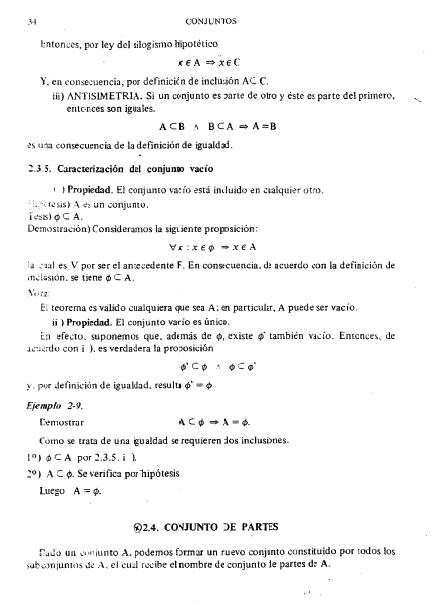 34 CONJUNTOS
Entonces, por ley del silogismo hipotético
x ∈ A ⇒ x ∈ C
Y, en consecuencia, por definición de inclusión A ⊂ C.
iii) ANTISIMETRIA. Si un conjunto es parte de otro y éste es parte del primero,
entonces son iguales.
A ⊂ B ∧ B ⊂ A ⇒ A = B
es una consecuencia de la definición de igualdad.
2.3.5. Caracterización del conjunto vacío
i ) Propiedad. El conjunto vacío está incluido en cualquier otro.
Hipótesis) A es un conjunto.
Tesis) ϕ ⊂ A.
Demostración) Consideramos la siguiente proposición:
∀ x : x ∈ ϕ ⇒ x ∈ A
la cual es V por ser el antecedente F. En consecuencia, de acuerdo con la definición de
inclusión, se tiene ϕ ⊂ A.
Nota:
El teorema es válido cualquiera que sea A; en particular, A puede ser vacío.
ii ) Propiedad. El conjunto vacío es único.
En efecto, suponemos que, además de ϕ, existe ϕ' también vacío. Entonces, de
acuerdo con i ), es verdadera la proposición
ϕ' ⊂ ϕ ∧ ϕ ⊂ ϕ'
y, por definición de igualdad, resulta ϕ' = ϕ
Ejemplo 2-9.
Demostrar A ⊂ ϕ ⇒ A = ϕ.
Como se trata de una igualdad se requieren dos inclusiones.
1º) ϕ ⊂ A por 2.3.5. i ).
2º) A ⊂ ϕ. Se verifica por hipótesis.
Luego A = ϕ.
2.4. CONJUNTO DE PARTES
Dado un conjunto A, podemos formar un nuevo conjunto constituido por todos los
subconjuntos de A, el cual recibe el nombre de conjunto de partes de A.